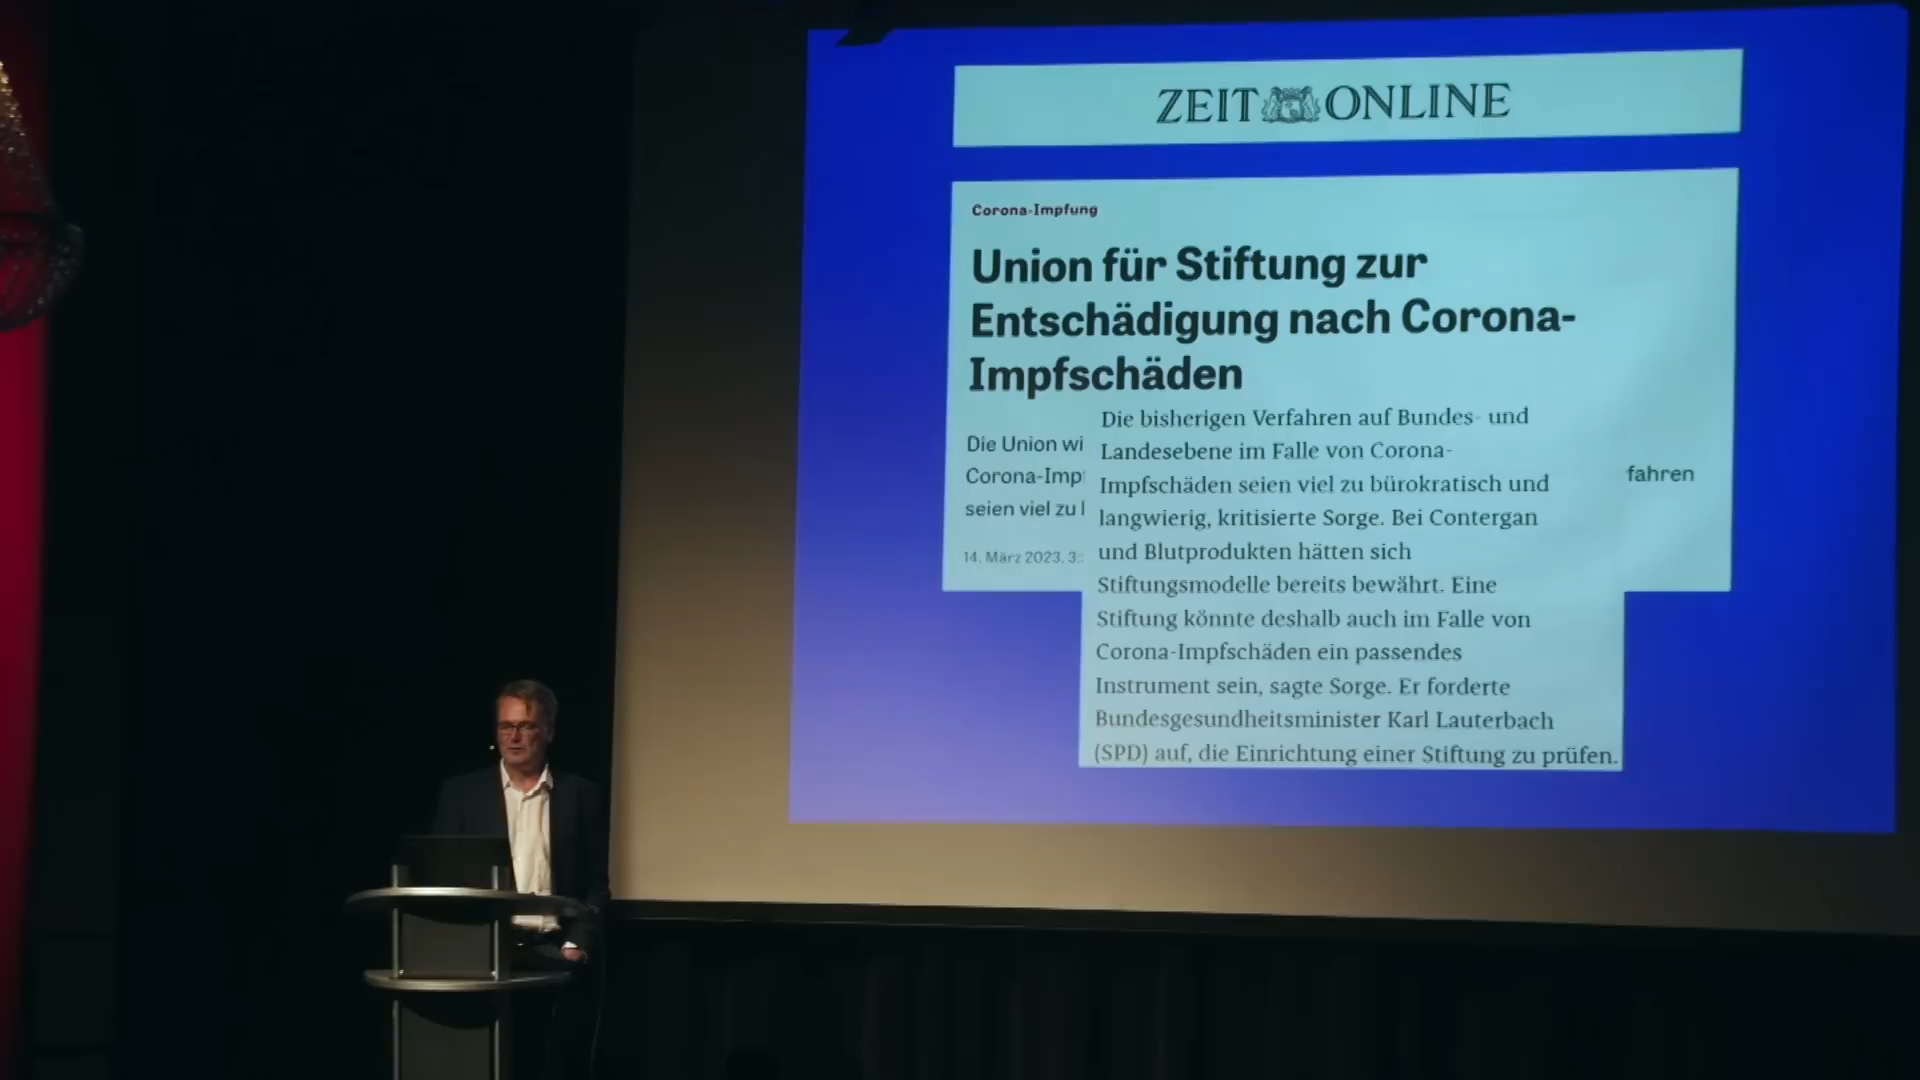 ZEIT ONLINE
Corona-Impfung
Union für Stiftung zur
Entschädigung nach Corona-
Impfschäden
Die Union wi
Corona-Imp
fahren
seien viel zu
14. März 2023, 3:
Die bisherigen Verfahren auf Bundes- und
Landesebene im Falle von Corona-
Impfschäden seien viel zu bürokratisch und
langwierig, kritisierte Sorge. Bei Contergan
und Blutprodukten hätten sich
Stiftungsmodelle bereits bewährt. Eine
Stiftung könnte deshalb auch im Falle von
Corona-Impfschäden ein passendes
Instrument sein, sagte Sorge. Er forderte
Bundesgesundheitsminister Karl Lauterbach
(SPD) auf, die Einrichtung einer Stiftung zu prüfen.